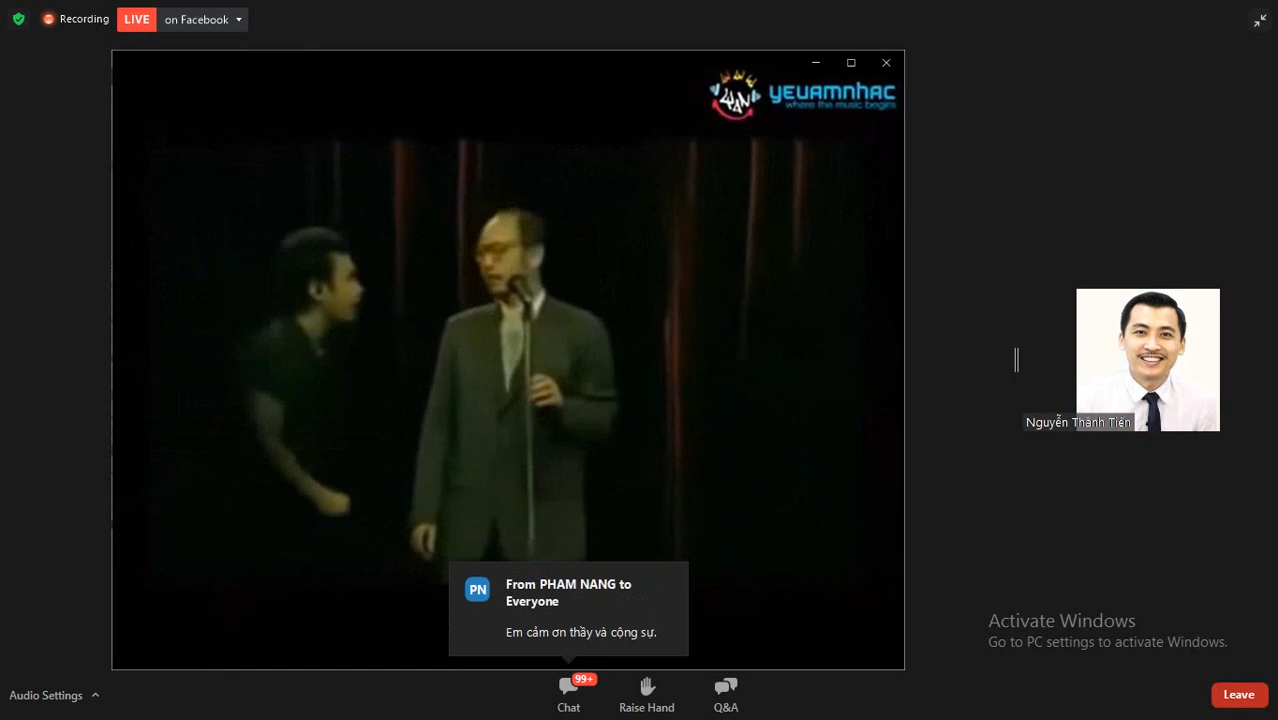 Recording
LIVE
on Facebook
YEUAMNHAC
where the music begins
Nguyễn Thành Tiến
PN
From PHAM NANG to
Everyone
Em cảm ơn thầy và cộng sự.
Activate Windows
Go to PC settings to activate Windows.
Audio Settings
99+
Chat
Raise Hand
Q&A
Leave